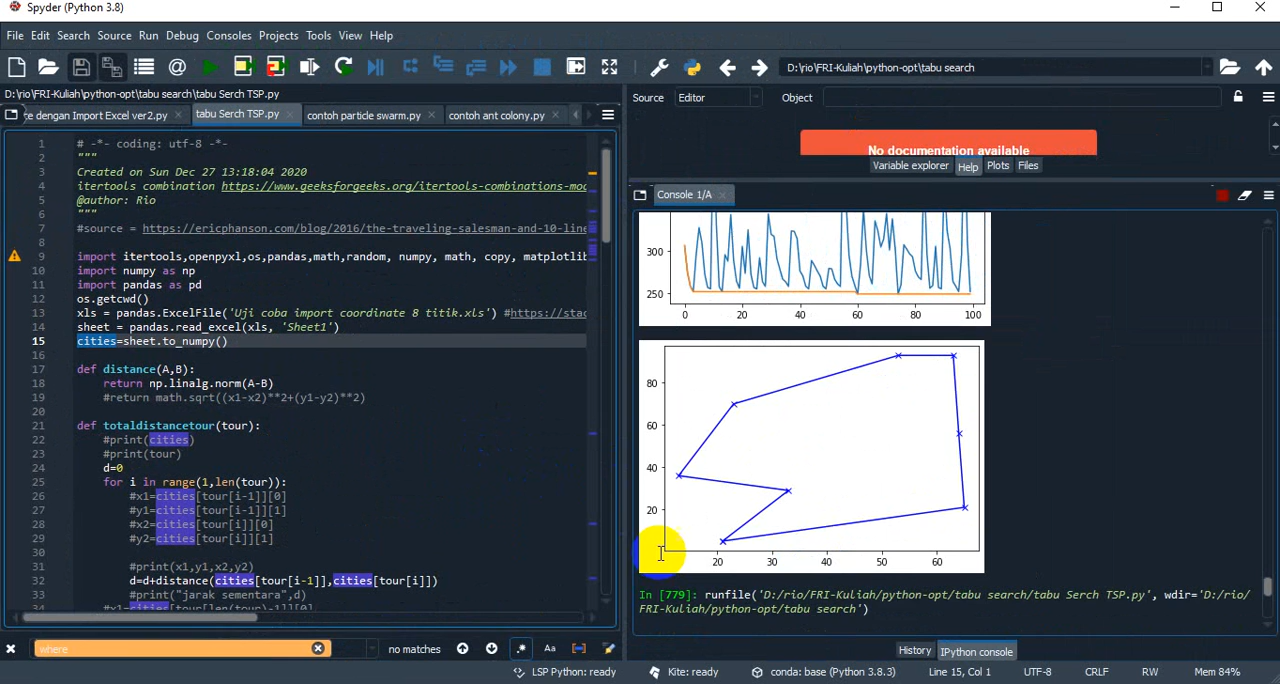 Spyder (Python 3.8)
File Edit Search Source Run Debug Consoles Projects Tools View Help
D:\rio\FRI-Kuliah\python-opt\tabu search
D:\rio\FRI-Kuliah\python-opt\tabu search\tabu Serch TSP.py
Source Editor Object
:e dengan Import Excel ver2.py tabu Serch TSP.py contoh particle swarm.py contoh ant colony.py
No documentation available
Variable explorer Help Plots Files
Console 1/A
1 # -*- coding: utf-8 -*-
2 """
3 Created on Sun Dec 27 13:18:04 2020
4 itertools combination https://www.geeksforgeeks.org/itertools-combinations-mod
5 @author: Rio
6 """
7 #source = https://ericphanson.com/blog/2016/the-traveling-salesman-and-10-line
8
9 import itertools,openpyxl,os,pandas,math,random, numpy, math, copy, matplotlib
10 import numpy as np
11 import pandas as pd
12 os.getcwd()
13 xls = pandas.ExcelFile('Uji coba import coordinate 8 titik.xls') #https://stac
14 sheet = pandas.read_excel(xls, 'Sheet1')
15 cities=sheet.to_numpy()
16
17 def distance(A,B):
18 return np.linalg.norm(A-B)
19 #return math.sqrt((x1-x2)**2+(y1-y2)**2)
20
21 def totaldistancetour(tour):
22 #print(cities)
23 #print(tour)
24 d=0
25 for i in range(1,len(tour)):
26 #x1=cities[tour[i-1]][0]
27 #y1=cities[tour[i-1]][1]
28 #x2=cities[tour[i]][0]
29 #y2=cities[tour[i]][1]
30
31 #print(x1,y1,x2,y2)
32 d=d+distance(cities[tour[i-1]],cities[tour[i]])
33 #print("jarak sementara",d)
34 #x1=cities[tour[len(tour)-1]][0]
300
250
0 20 40 60 80 100
80
60
40
20
20 30 40 50 60
In [779]: runfile('D:/rio/FRI-Kuliah/python-opt/tabu search/tabu Serch TSP.py', wdir='D:/rio/
FRI-Kuliah/python-opt/tabu search')
History IPython console
where no matches .* Aa
LSP Python: ready Kite: ready conda: base (Python 3.8.3) Line 15, Col 1 UTF-8 CRLF RW Mem 84%